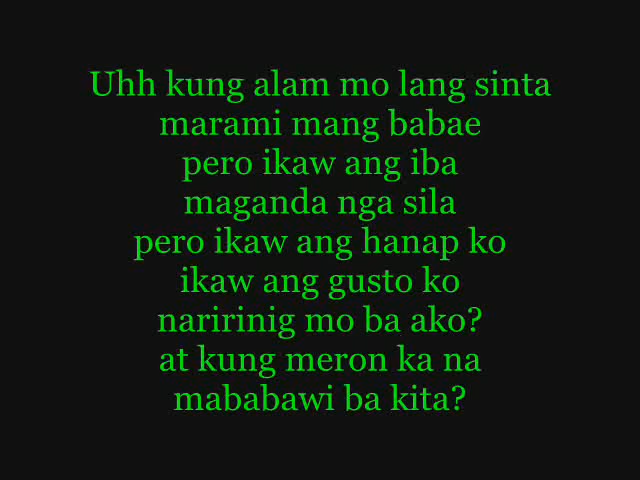 Uhh kung alam mo lang sinta
marami mang babae
pero ikaw ang iba
maganda nga sila
pero ikaw ang hanap ko
ikaw ang gusto ko
naririnig mo ba ako?
at kung meron ka na
mababawi ba kita?